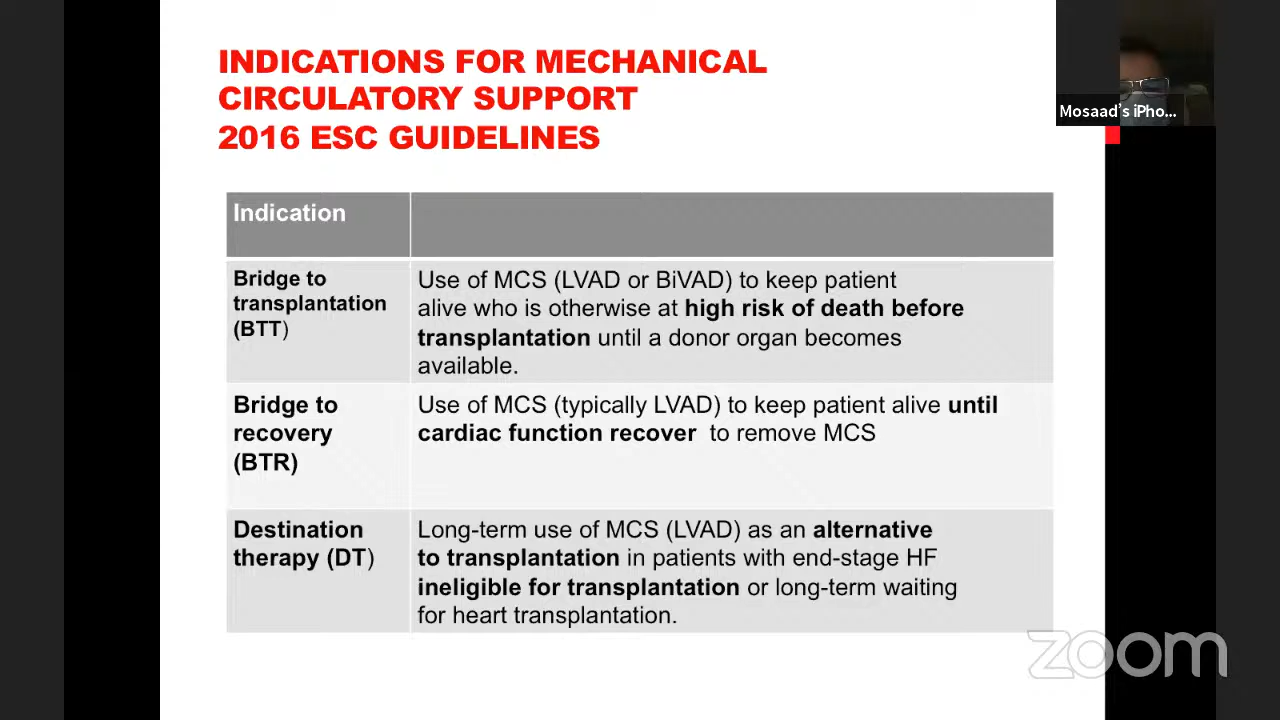 INDICATIONS FOR MECHANICAL
CIRCULATORY SUPPORT
2016 ESC GUIDELINES
Mosaad's iPho...
Indication
Bridge to
transplantation
(BTT)
Use of MCS (LVAD or BiVAD) to keep patient
alive who is otherwise at high risk of death before
transplantation until a donor organ becomes
available.
Bridge to
recovery
(BTR)
Use of MCS (typically LVAD) to keep patient alive until
cardiac function recover to remove MCS
Destination
therapy (DT)
Long-term use of MCS (LVAD) as an alternative
to transplantation in patients with end-stage HF
ineligible for transplantation or long-term waiting
for heart transplantation.
zoom